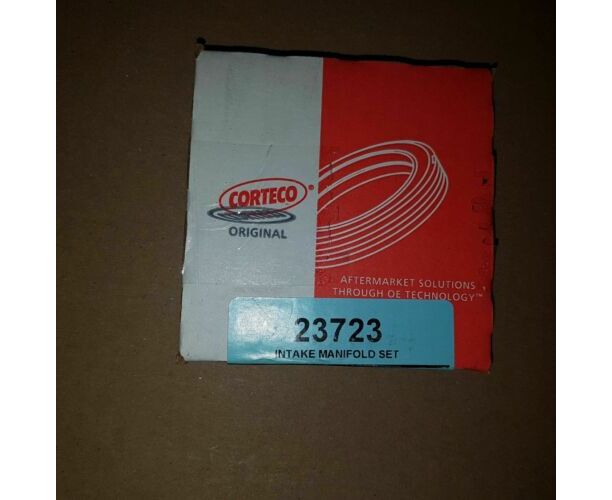 CORTECO®
ORIGINAL
AFTERMARKET SOLUTIONS
THROUGH OE TECHNOLOGY™
23723
INTAKE MANIFOLD SET